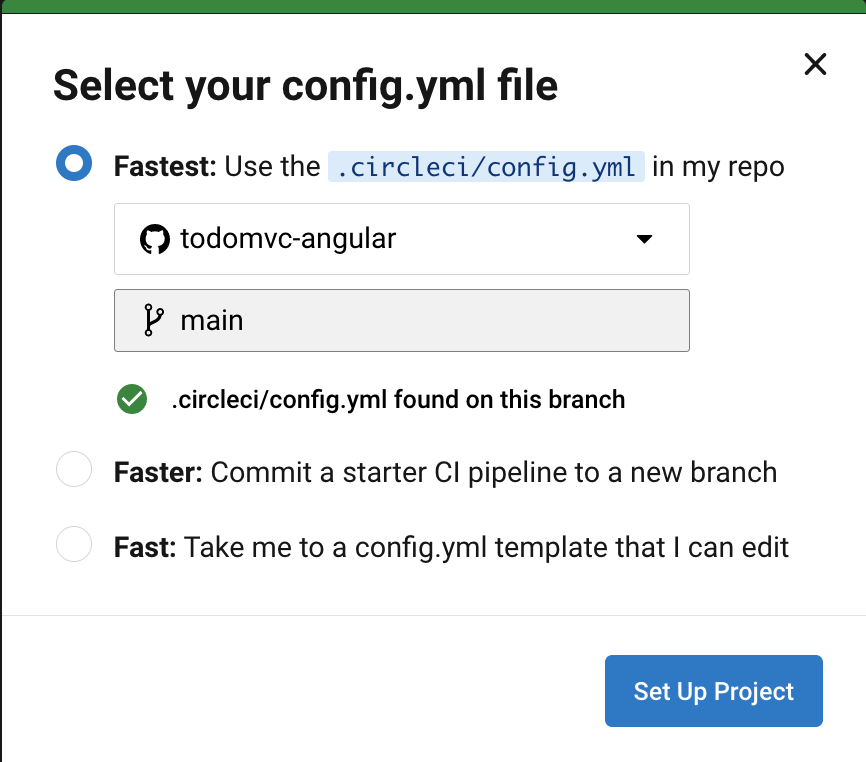 Select your config.yml file
Fastest: Use the .circleci/config.yml in my repo
todomvc-angular
main
.circleci/config.yml found on this branch
Faster: Commit a starter CI pipeline to a new branch
Fast: Take me to a config.yml template that I can edit
Set Up Project